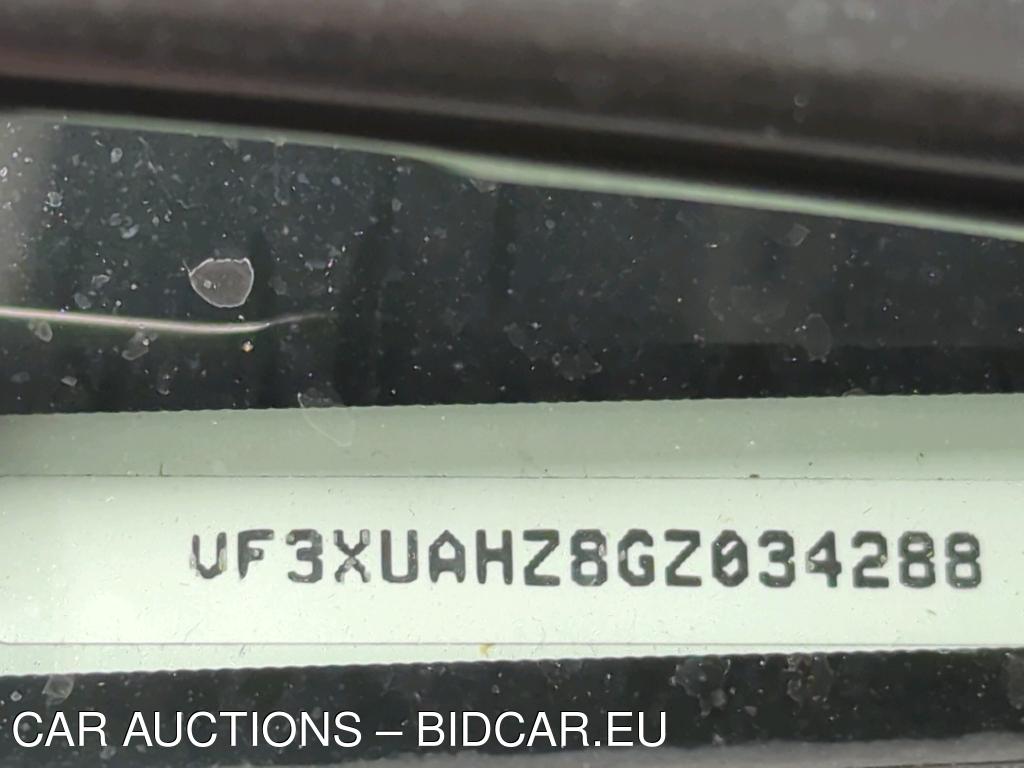 VF3XUAHZ8GZ034288
CAR AUCTIONS – BIDCAR.EU